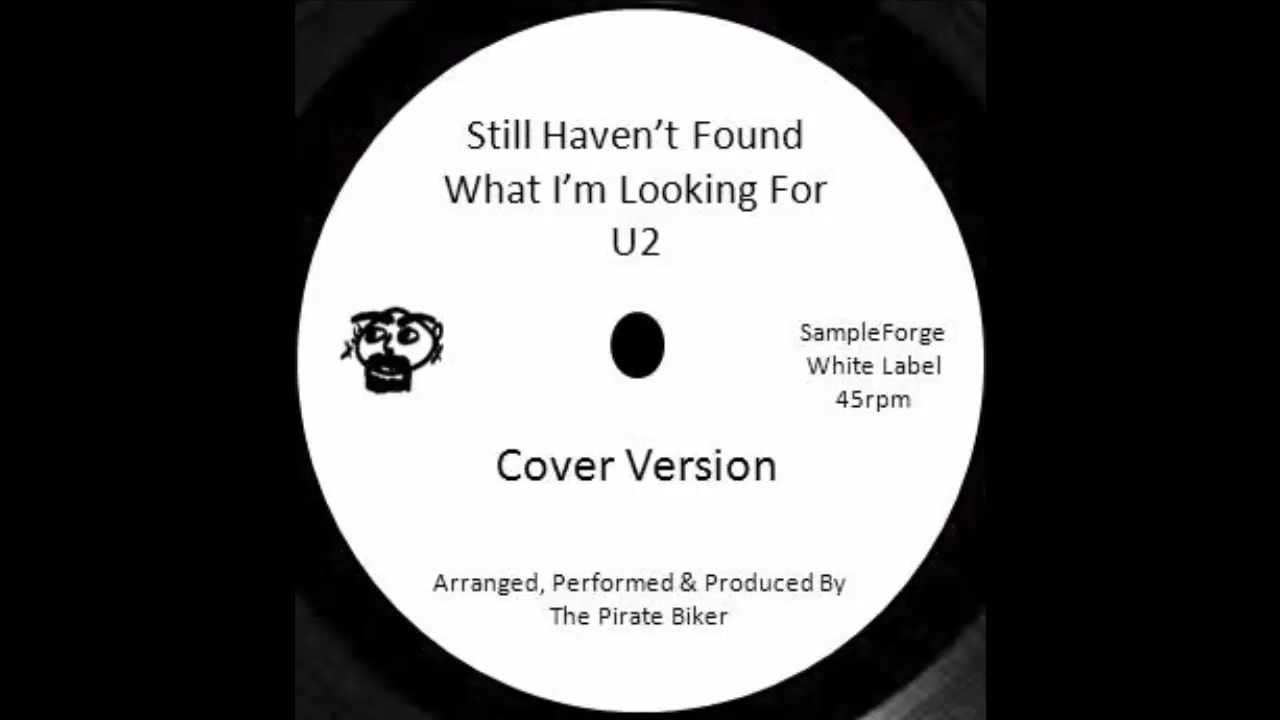 Still Haven’t Found
What I’m Looking For
U2
SampleForge
White Label
45rpm
Cover Version
Arranged, Performed & Produced By
The Pirate Biker